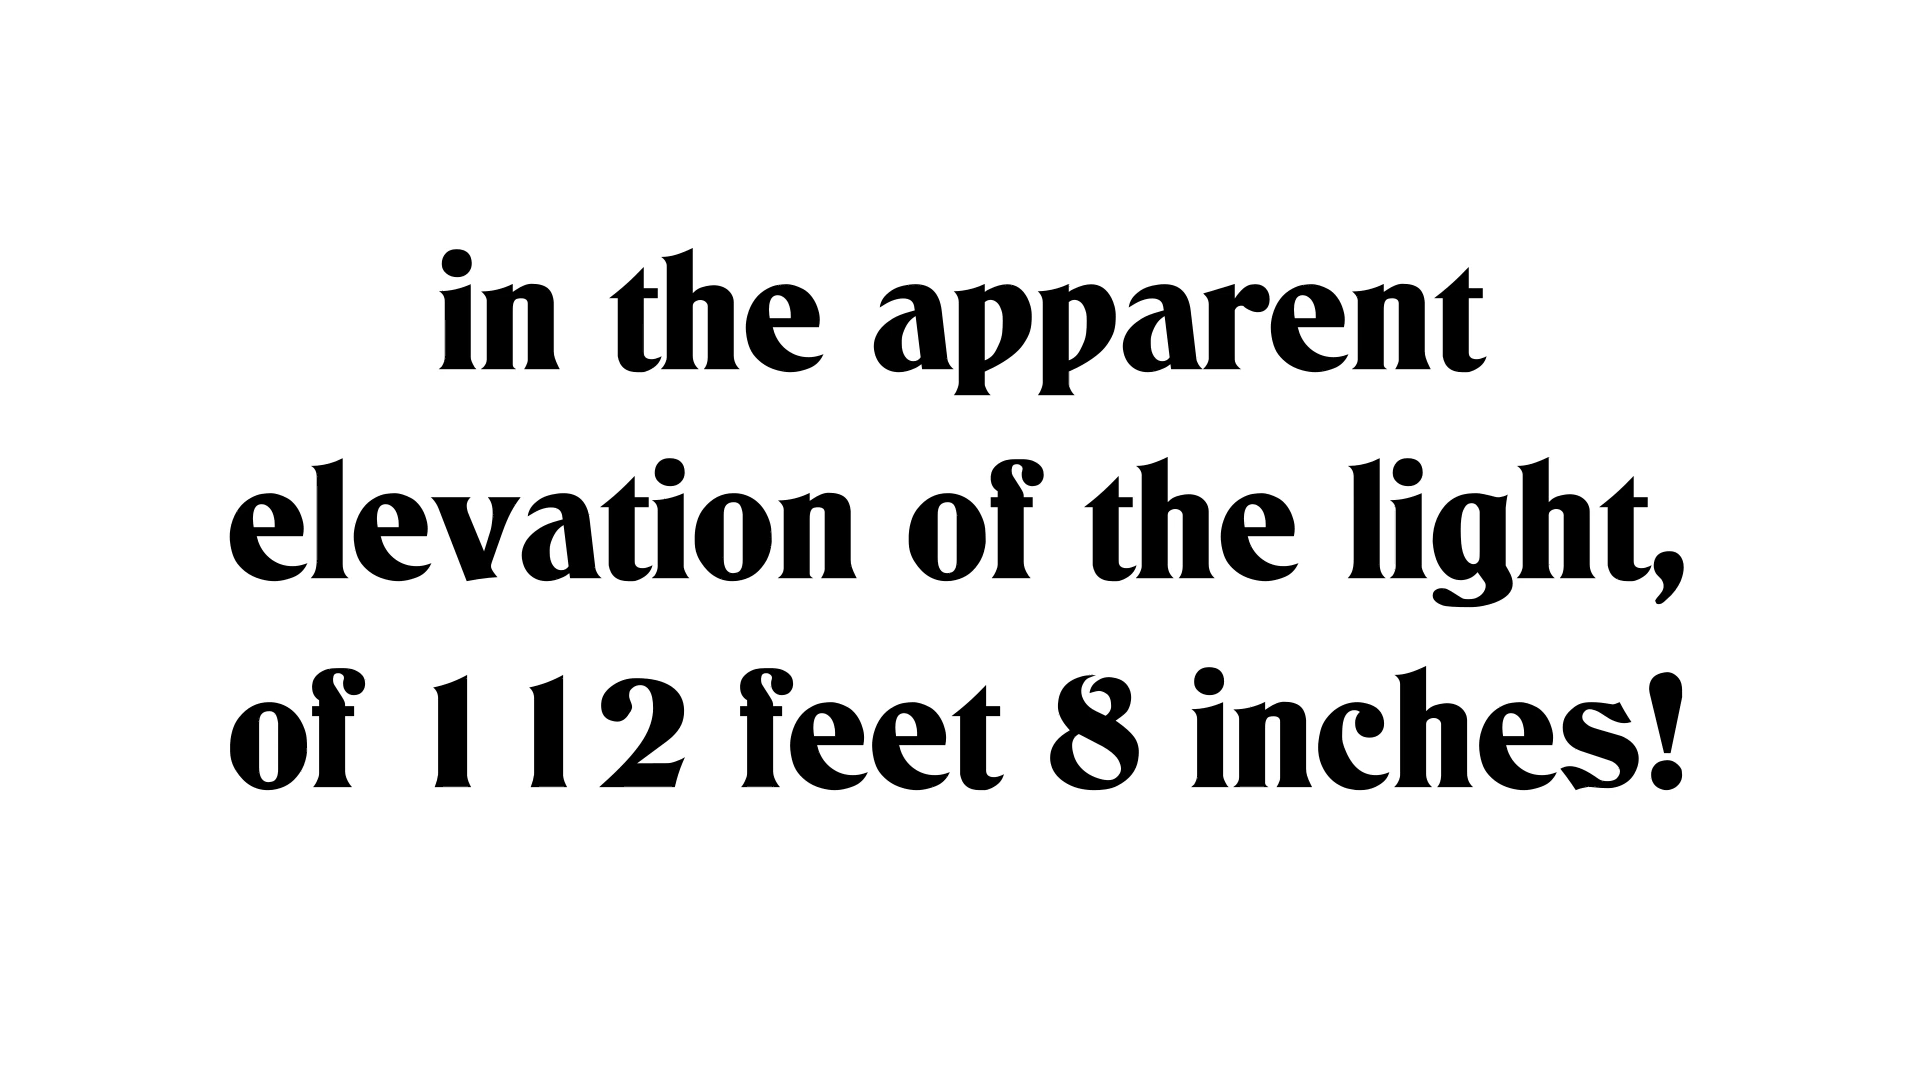 in the apparent
elevation of the light,
of 112 feet 8 inches!